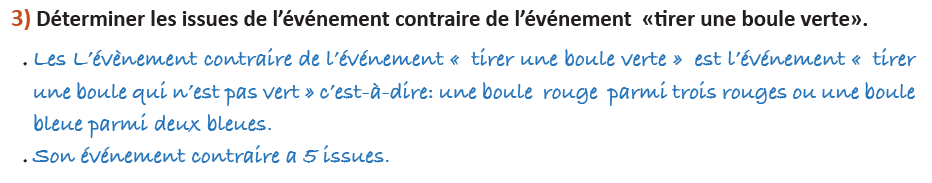 3) Déterminer les issues de l’événement contraire de l’événement «tirer une boule verte».
. Les L’évènement contraire de l’événement « tirer une boule verte » est l’événement « tirer
une boule qui n’est pas vert » c’est-à-dire: une boule rouge parmi trois rouges ou une boule
bleue parmi deux bleues.
. Son événement contraire a 5 issues.